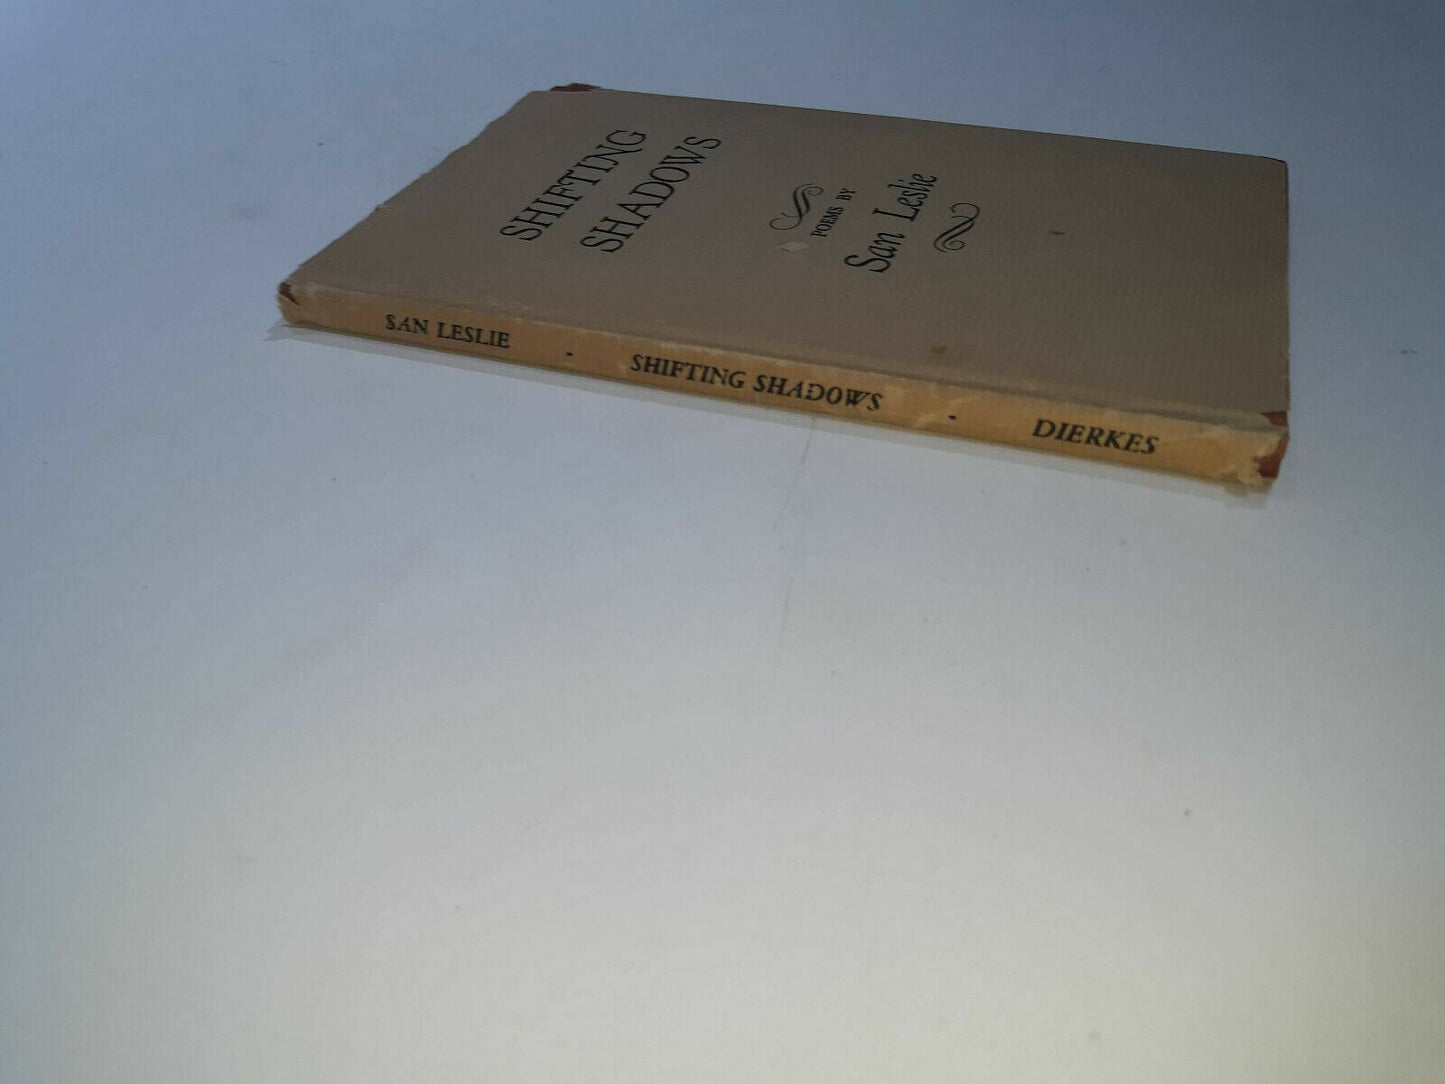 SHIFTING
SHADOWS
POEMS BY
San Leslie
SAN LESLIE - SHIFTING SHADOWS - DIERKES